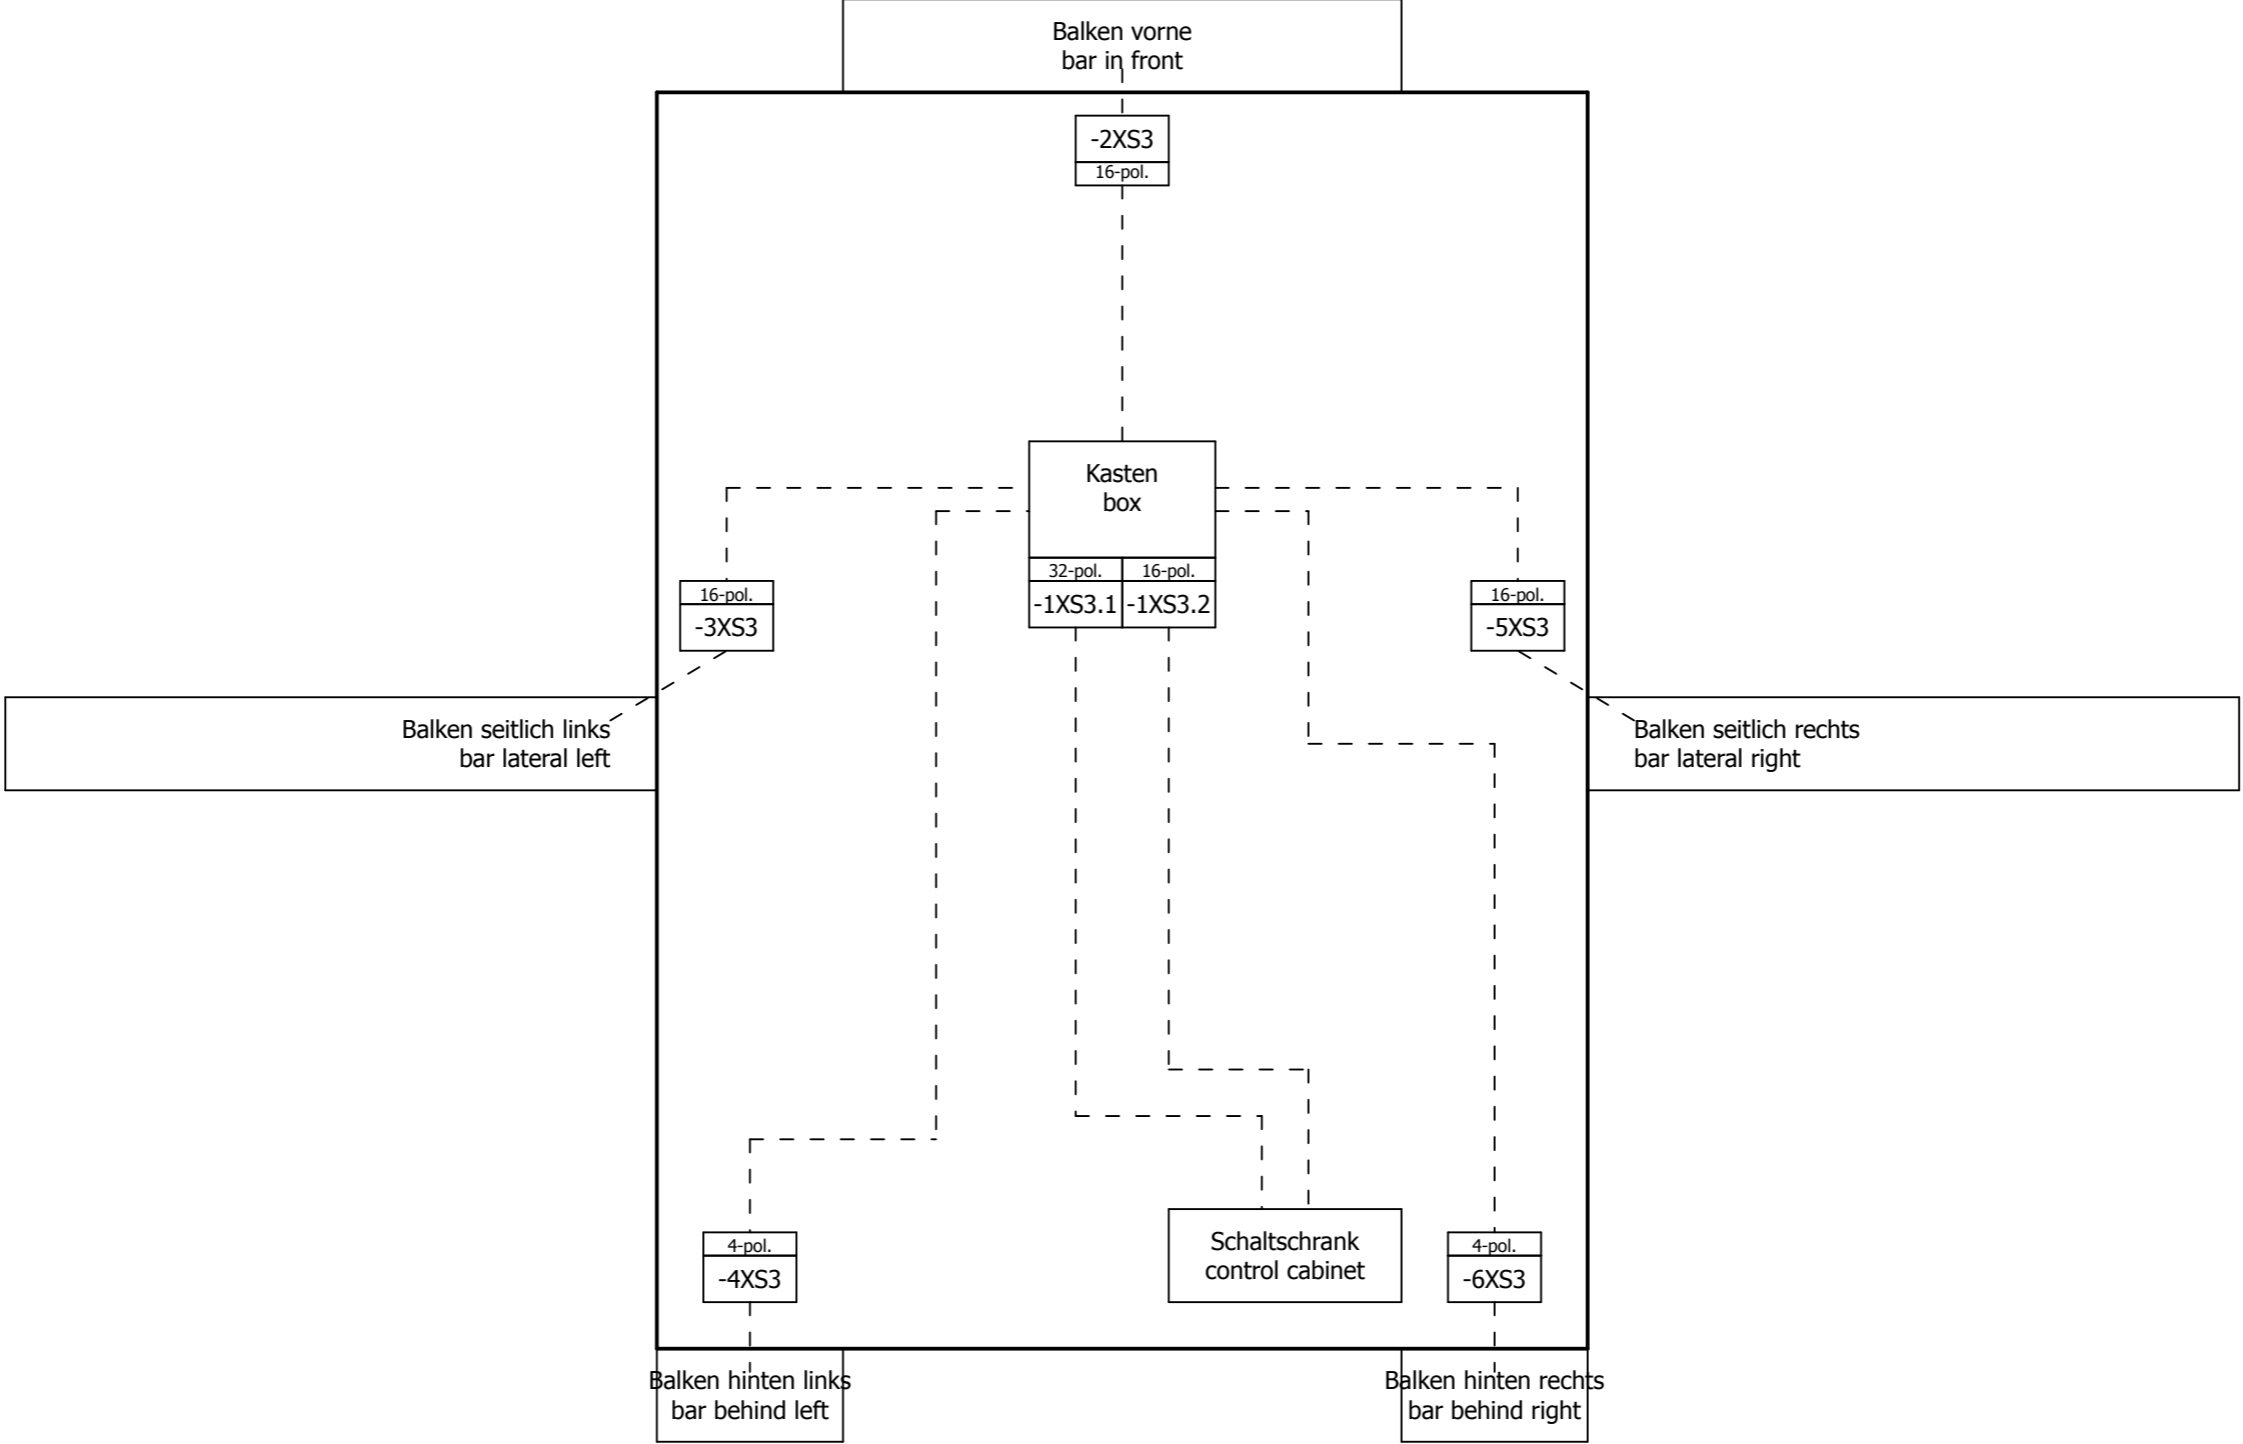 Balken vorne
bar in front
-2XS3
16-pol.
Kasten
box
32-pol.
16-pol.
-1XS3.1
-1XS3.2
16-pol.
-3XS3
16-pol.
-5XS3
Balken seitlich links
bar lateral left
Balken seitlich rechts
bar lateral right
4-pol.
-4XS3
Schaltschrank
control cabinet
4-pol.
-6XS3
Balken hinten links
bar behind left
Balken hinten rechts
bar behind right